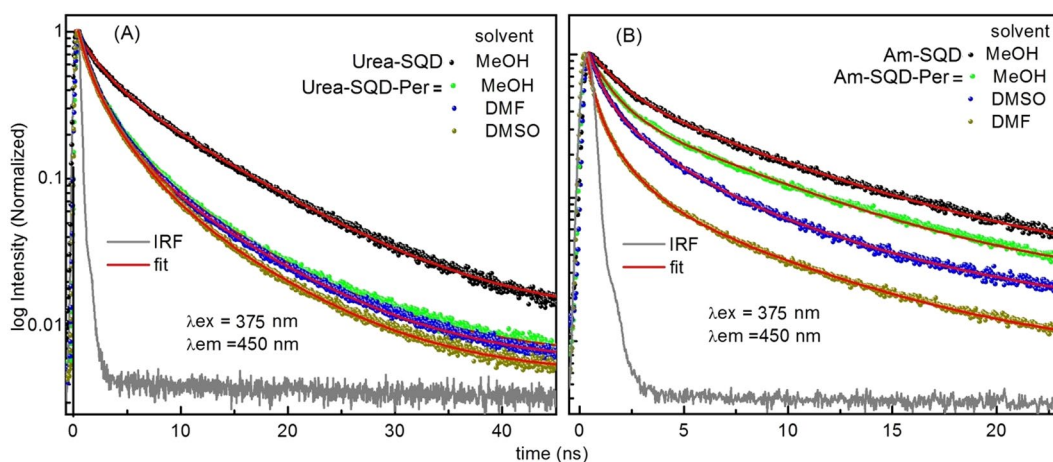 (A)
solvent
Urea-SQD MeOH
Urea-SQD-Per = MeOH
DMF
DMSO
IRF
fit
λex = 375 nm
λem =450 nm
1
0.1
0.01
log Intensity (Normalized)
0 10 20 30 40
(B)
solvent
Am-SQD MeOH
Am-SQD-Per = MeOH
DMSO
DMF
IRF
fit
λex = 375 nm
λem =450 nm
0 5 10 15 20
time (ns)